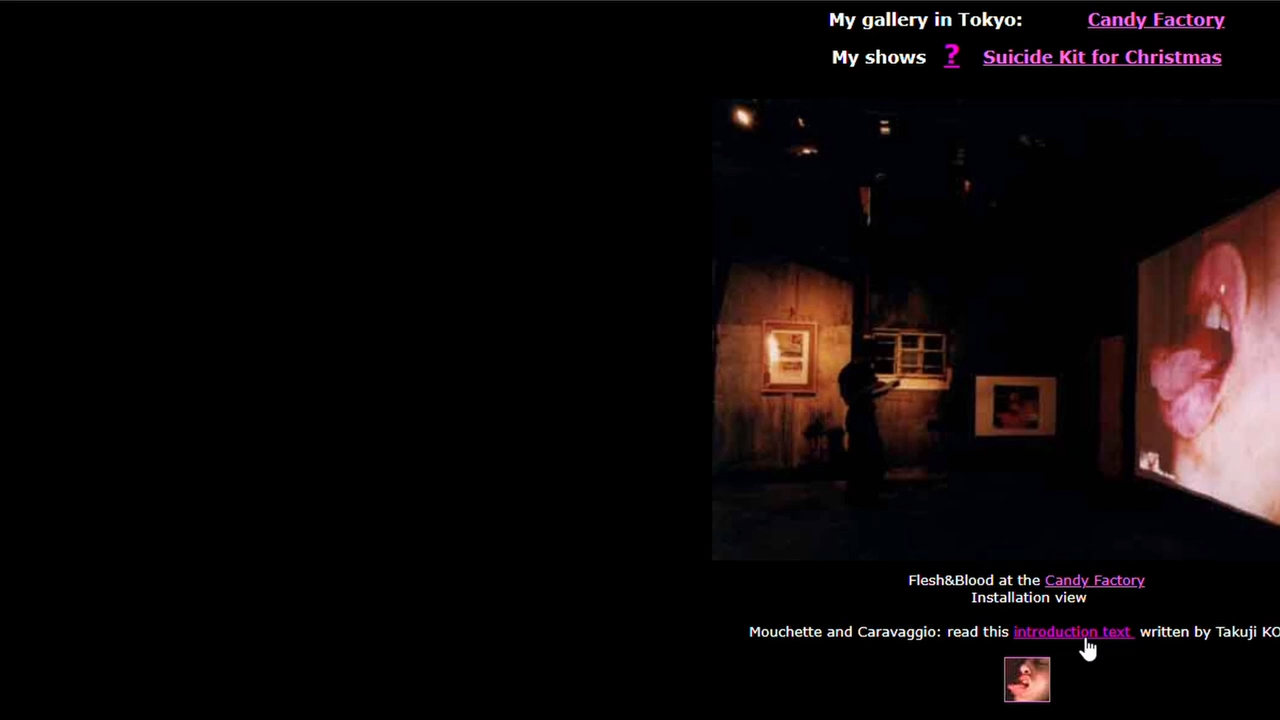 My gallery in Tokyo: Candy Factory
My shows ? Suicide Kit for Christmas
Flesh&Blood at the Candy Factory
Installation view
Mouchette and Caravaggio: read this introduction text written by Takuji KO